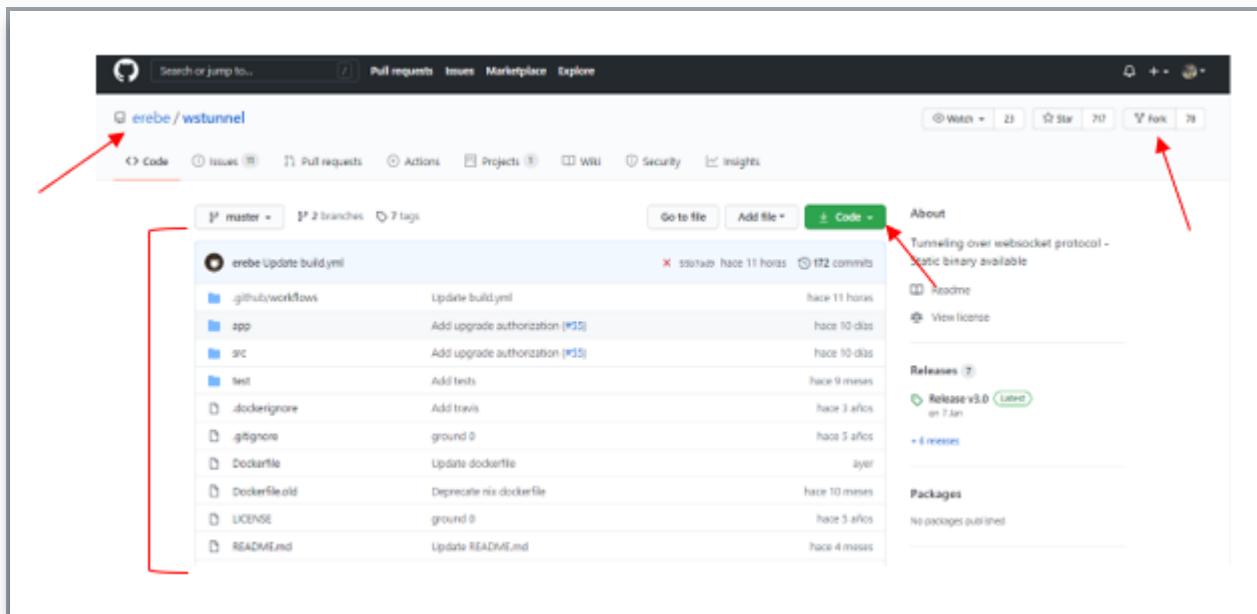 Search or jump to... /
Pull requests Issues Marketplace Explore
erebe / wstunnel
Watch 23 Star 717 Fork 78
Code Issues Pull requests Actions Projects 1 Wiki Security Insights
master 2 branches 7 tags
Go to file Add file Code
erebe Update build.yml hace 11 horas 172 commits
.github/workflows Update build.yml hace 11 horas
app Add upgrade authorization (#55) hace 10 días
src Add upgrade authorization (#55) hace 10 días
test Add tests hace 9 meses
.dockerignore Add travis hace 3 años
.gitignore ground 0 hace 5 años
Dockerfile Update dockerfile ayer
Dockerfile.old Deprecate nix dockerfile hace 10 meses
LICENSE ground 0 hace 5 años
README.md Update README.md hace 4 meses
About
Tunneling over websocket protocol -
Static binary available
Readme
View license
Releases 7
Release v3.0 Latest
on 7 Jan
+ 6 releases
Packages
No packages published